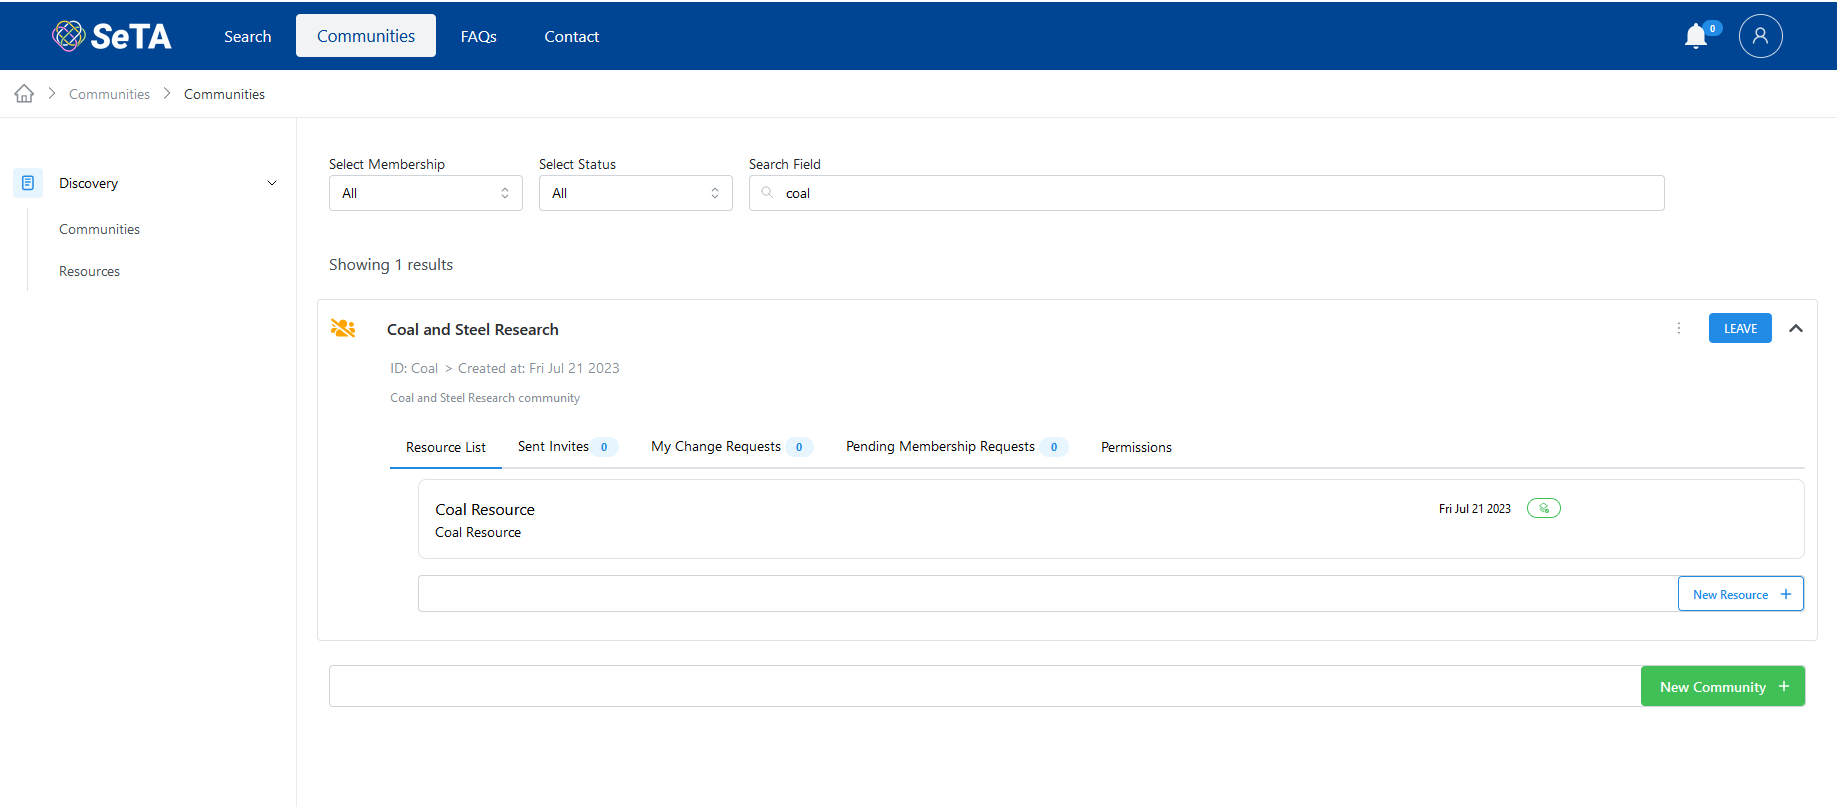 SeTA Search Communities FAQs Contact 0
Communities Communities
Select Membership Select Status Search Field
Discovery All All coal
Communities
Showing 1 results
Resources
Coal and Steel Research LEAVE
ID: Coal > Created at: Fri Jul 21 2023
Coal and Steel Research community
Resource List Sent Invites 0 My Change Requests 0 Pending Membership Requests 0 Permissions
Coal Resource Fri Jul 21 2023
Coal Resource
New Resource +
New Community +